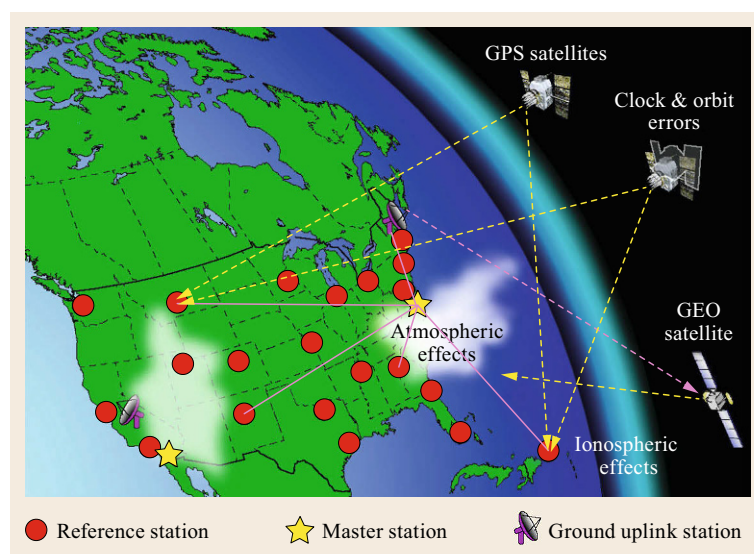 GPS satellites
Clock & orbit
errors
GEO
satellite
Atmospheric
effects
Ionospheric
effects
Reference station
Master station
Ground uplink station